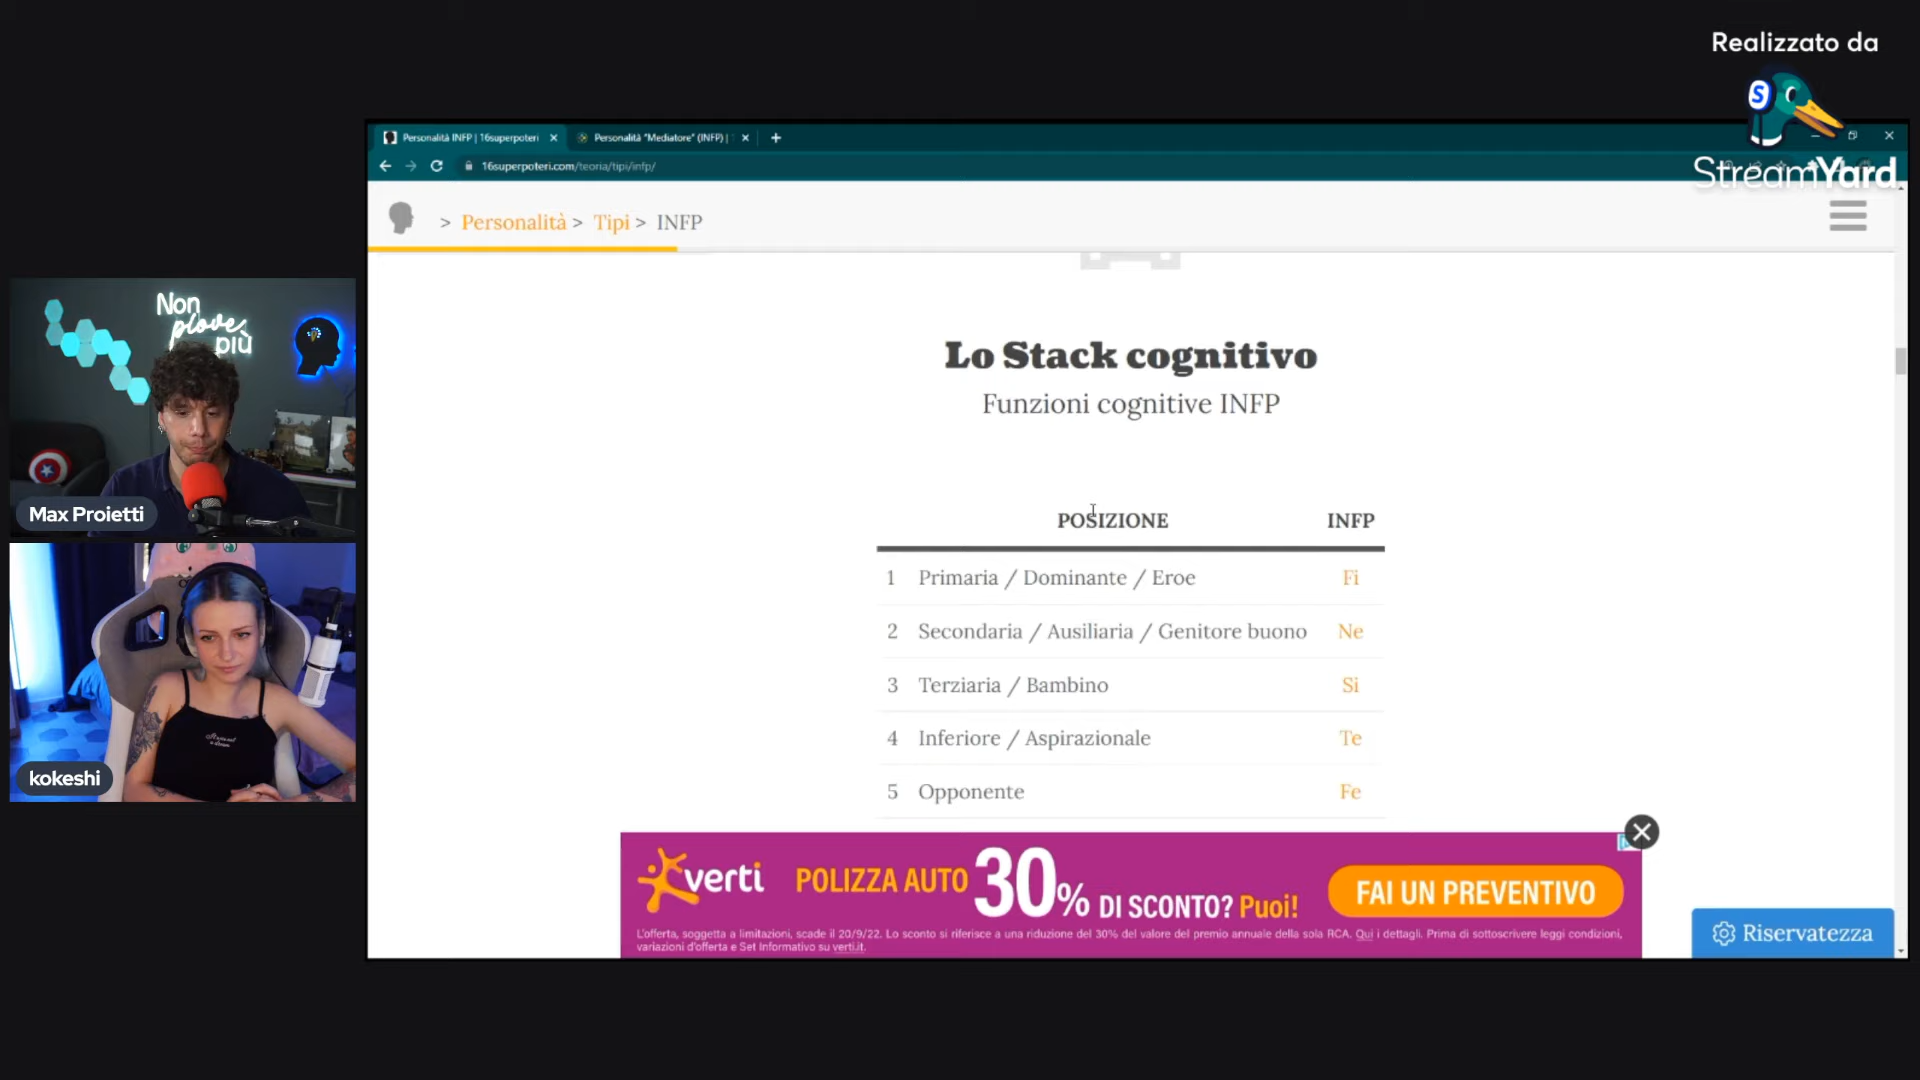 Realizzato da
StreamYard
Personalità INFP | 16superpoteri
Personalità "Mediatore" (INFP) |
16superpoteri.com/teoria/tipi/infp/
> Personalità > Tipi > INFP
Lo Stack cognitivo
Funzioni cognitive INFP
POSIZIONE INFP
1 Primaria / Dominante / Eroe Fi
2 Secondaria / Ausiliaria / Genitore buono Ne
3 Terziaria / Bambino Si
4 Inferiore / Aspirazionale Te
5 Opponente Fe
verti POLIZZA AUTO 30% DI SCONTO? Puoi! FAI UN PREVENTIVO
L'offerta, soggetta a limitazioni, scade il 20/9/22. Lo sconto si riferisce a una riduzione del 30% del valore del premio annuale della sola RCA. Qui i dettagli. Prima di sottoscrivere leggi condizioni,
variazioni d'offerta e Set Informativo su verti.it.
Riservatezza
Non
piove
più
Max Proietti
kokeshi